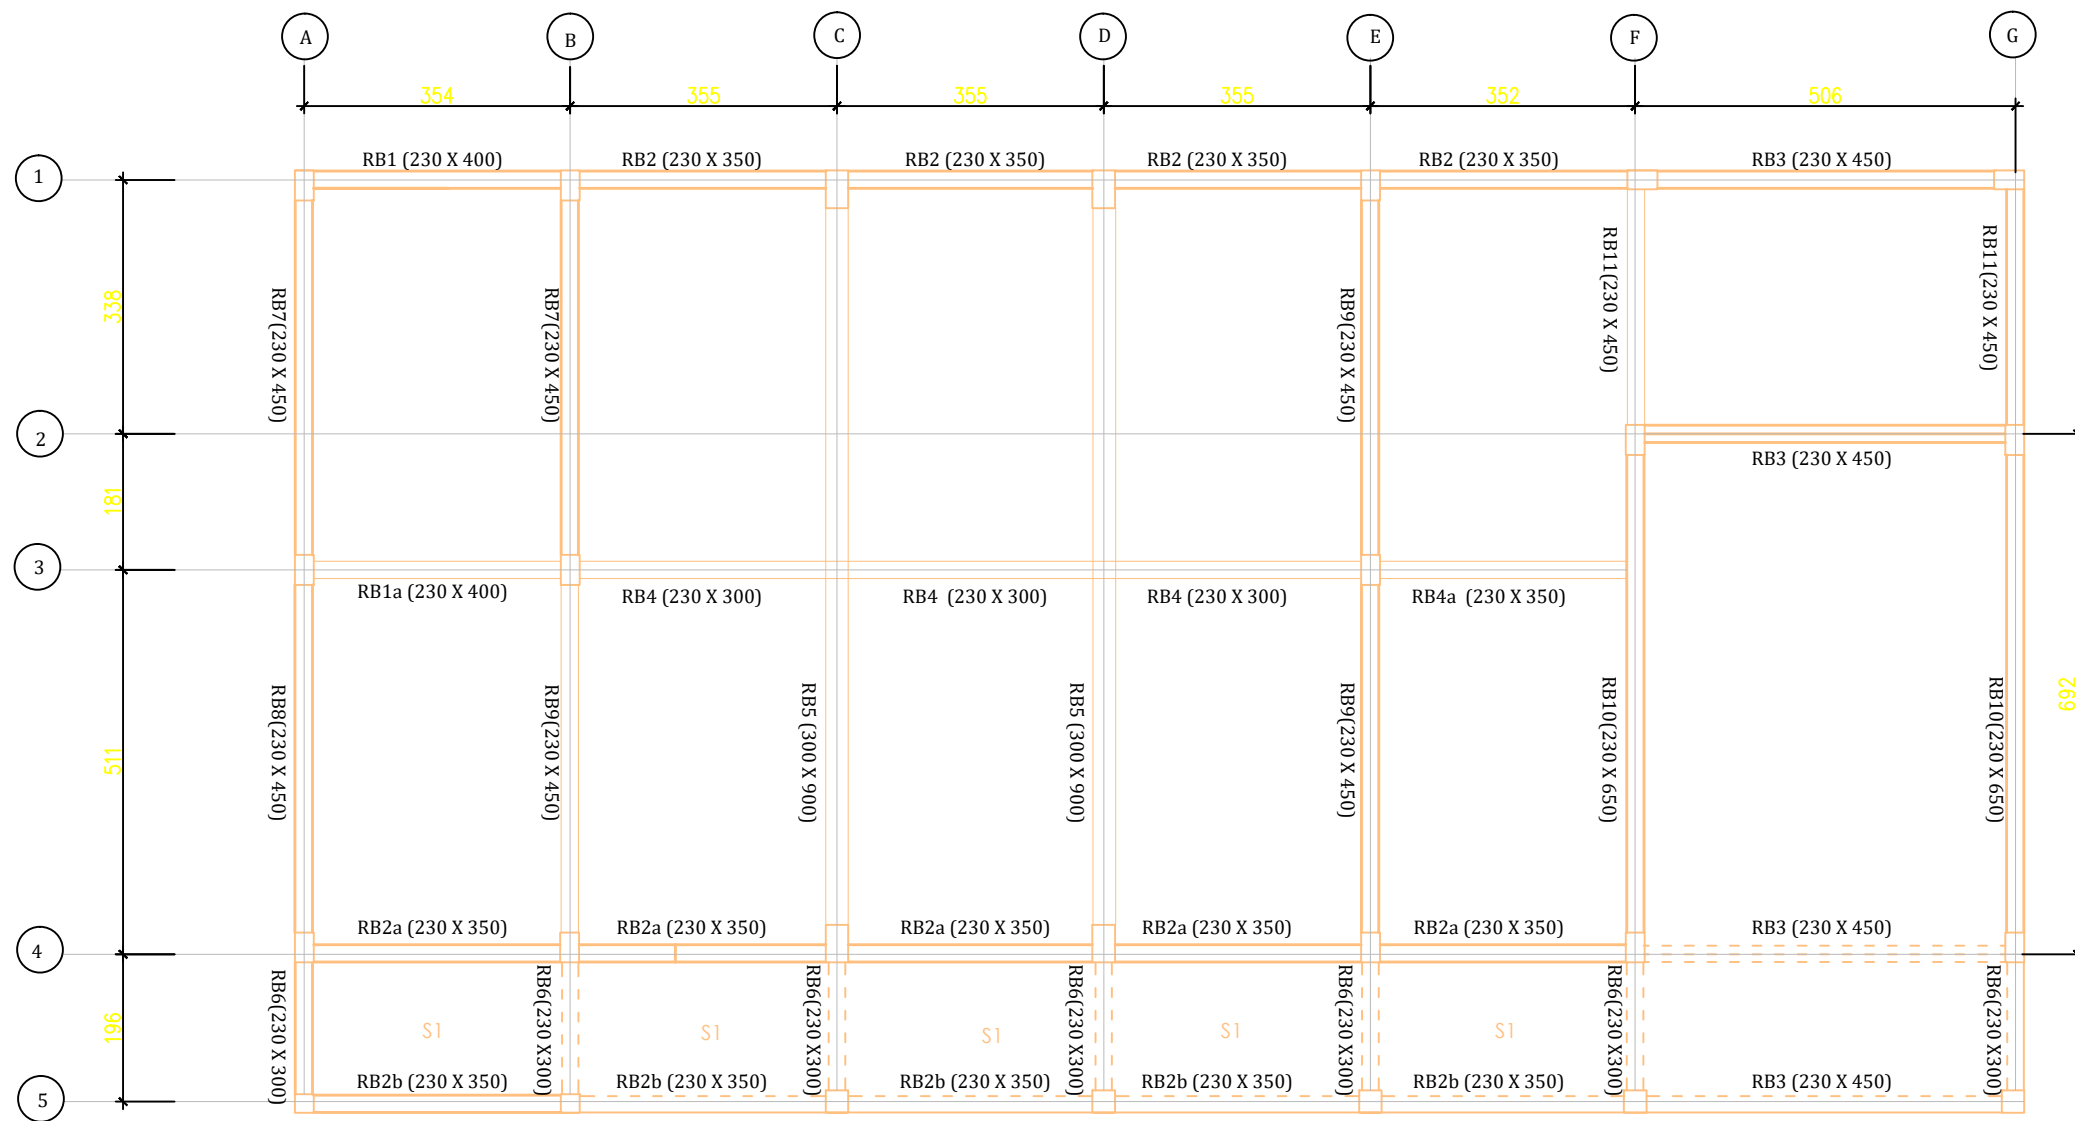 A
B
C
D
E
F
G
354
355
355
355
352
506
RB1 (230 X 400)
RB2 (230 X 350)
RB2 (230 X 350)
RB2 (230 X 350)
RB2 (230 X 350)
RB3 (230 X 450)
1
338
RB7(230 X 450)
RB7(230 X 450)
RB9(230 X 450)
RB11(230 X 450)
RB11(230 X 450)
2
RB3 (230 X 450)
181
3
RB1a (230 X 400)
RB4 (230 X 300)
RB4 (230 X 300)
RB4 (230 X 300)
RB4a (230 X 350)
511
RB8(230 X 450)
RB9(230 X 450)
RB5 (300 X 900)
RB5 (300 X 900)
RB9(230 X 450)
RB10(230 X 650)
RB10(230 X 650)
692
RB2a (230 X 350)
RB2a (230 X 350)
RB2a (230 X 350)
RB2a (230 X 350)
RB2a (230 X 350)
RB3 (230 X 450)
4
196
RB6(230 X 300)
RB6(230 X300)
RB6(230 X300)
RB6(230 X300)
RB6(230 X300)
RB6(230 X300)
RB6(230 X300)
S1
S1
S1
S1
S1
RB2b (230 X 350)
RB2b (230 X 350)
RB2b (230 X 350)
RB2b (230 X 350)
RB2b (230 X 350)
RB3 (230 X 450)
5